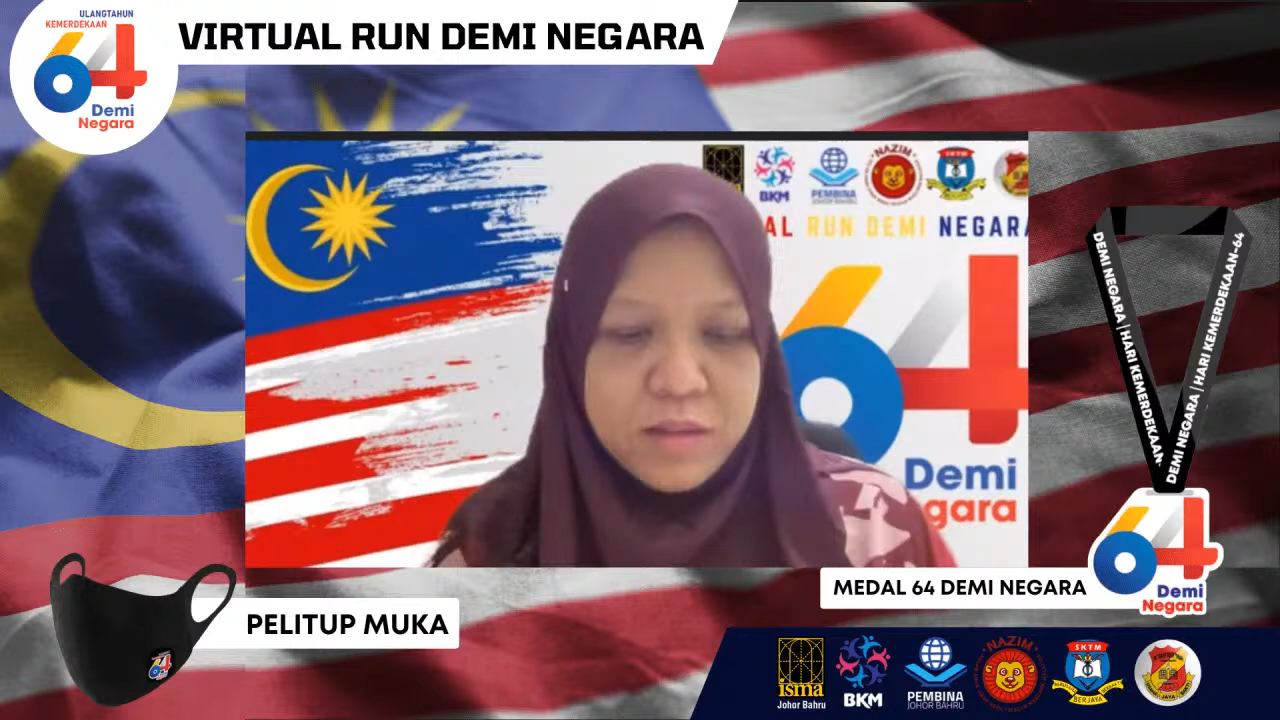 ULANGTAHUN
KEMERDEKAAN
64
Demi
Negara
VIRTUAL RUN DEMI NEGARA
BKM
PEMBINA
JOHOR BAHRU
NAZIM
SKTM
AL RUN DEMI NEGARA
64
Demi
gara
DEMI NEGARA | HARI KEMERDEKAAN-
DEMI NEGARA | HARI KEMERDEKAAN-64
64
Demi
Negara
MEDAL 64 DEMI NEGARA
PELITUP MUKA
64
isma
Johor Bahru
BKM
PEMBINA
JOHOR BAHRU
NAZIM
SKTM
BERJAYA